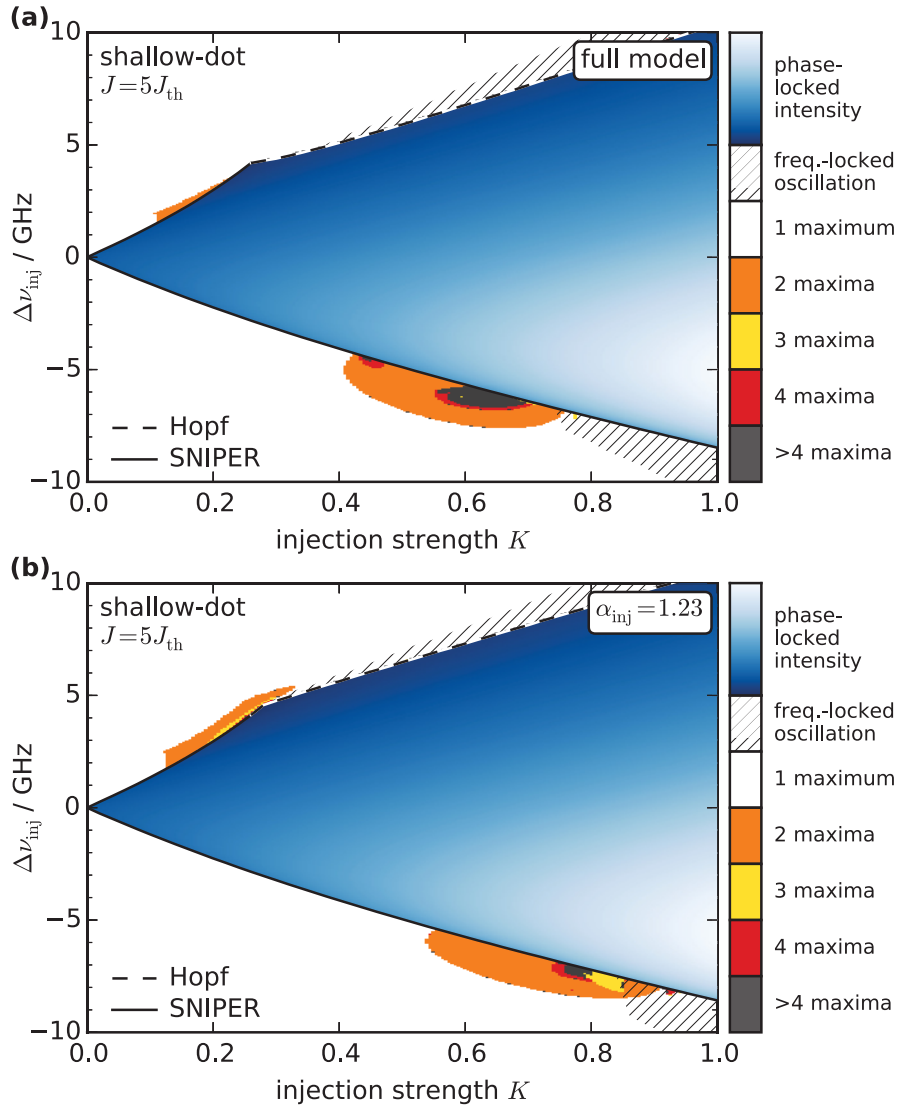 (a)
shallow-dot
J = 5J_th
full model
10
5
0
−5
−10
Δν_inj / GHz
Hopf
SNIPER
0.0 0.2 0.4 0.6 0.8 1.0
injection strength K
phase-
locked
intensity
freq.-locked
oscillation
1 maximum
2 maxima
3 maxima
4 maxima
>4 maxima
(b)
shallow-dot
J = 5J_th
α_inj = 1.23
10
5
0
−5
−10
Δν_inj / GHz
Hopf
SNIPER
0.0 0.2 0.4 0.6 0.8 1.0
injection strength K
phase-
locked
intensity
freq.-locked
oscillation
1 maximum
2 maxima
3 maxima
4 maxima
>4 maxima